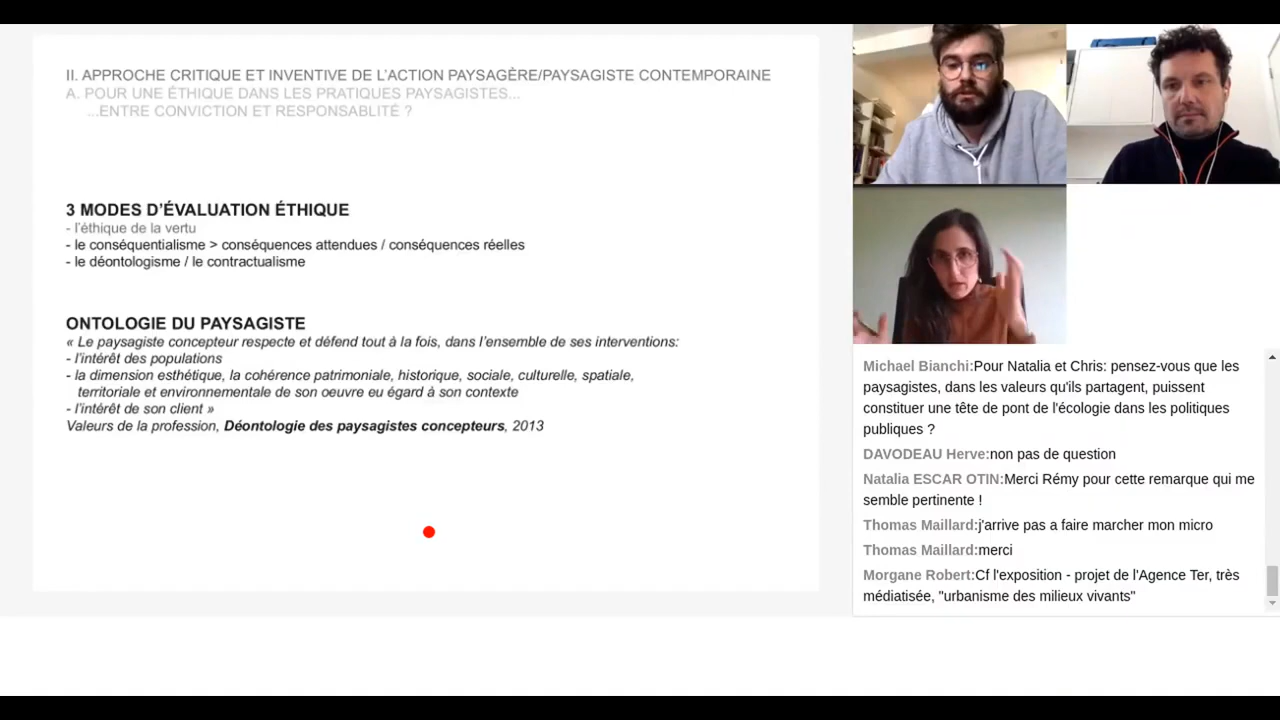 II. APPROCHE CRITIQUE ET INVENTIVE DE L'ACTION PAYSAGÈRE/PAYSAGISTE CONTEMPORAINE
A. POUR UNE ÉTHIQUE DANS LES PRATIQUES PAYSAGISTES...
...ENTRE CONVICTION ET RESPONSABLITÉ ?
3 MODES D'ÉVALUATION ÉTHIQUE
- l'éthique de la vertu
- le conséquentialisme > conséquences attendues / conséquences réelles
- le déontologisme / le contractualisme
ONTOLOGIE DU PAYSAGISTE
« Le paysagiste concepteur respecte et défend tout à la fois, dans l'ensemble de ses interventions:
- l'intérêt des populations
- la dimension esthétique, la cohérence patrimoniale, historique, sociale, culturelle, spatiale,
territoriale et environnementale de son oeuvre eu égard à son contexte
- l'intérêt de son client »
Valeurs de la profession, Déontologie des paysagistes concepteurs, 2013
Michael Bianchi:Pour Natalia et Chris: pensez-vous que les
paysagistes, dans les valeurs qu'ils partagent, puissent
constituer une tête de pont de l'écologie dans les politiques
publiques ?
DAVODEAU Herve:non pas de question
Natalia ESCAR OTIN:Merci Rémy pour cette remarque qui me
semble pertinente !
Thomas Maillard:j'arrive pas a faire marcher mon micro
Thomas Maillard:merci
Morgane Robert:Cf l'exposition - projet de l'Agence Ter, très
médiatisée, "urbanisme des milieux vivants"